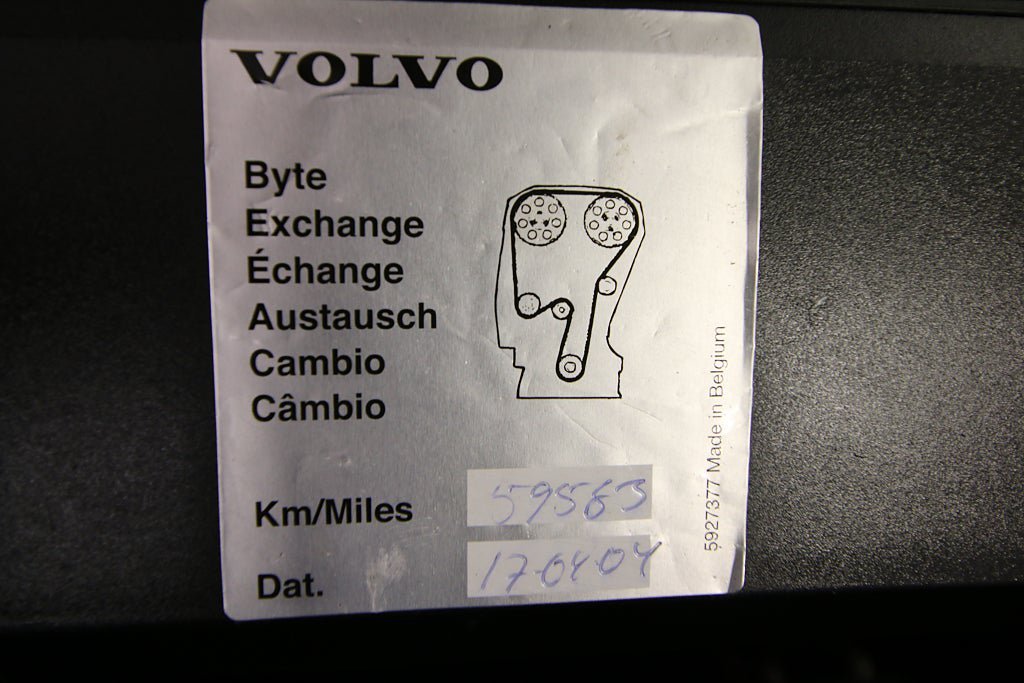 VOLVO
Byte
Exchange
Échange
Austausch
Cambio
Câmbio
Km/Miles 59563
Dat. 17-04-04
5927377 Made in Belgium